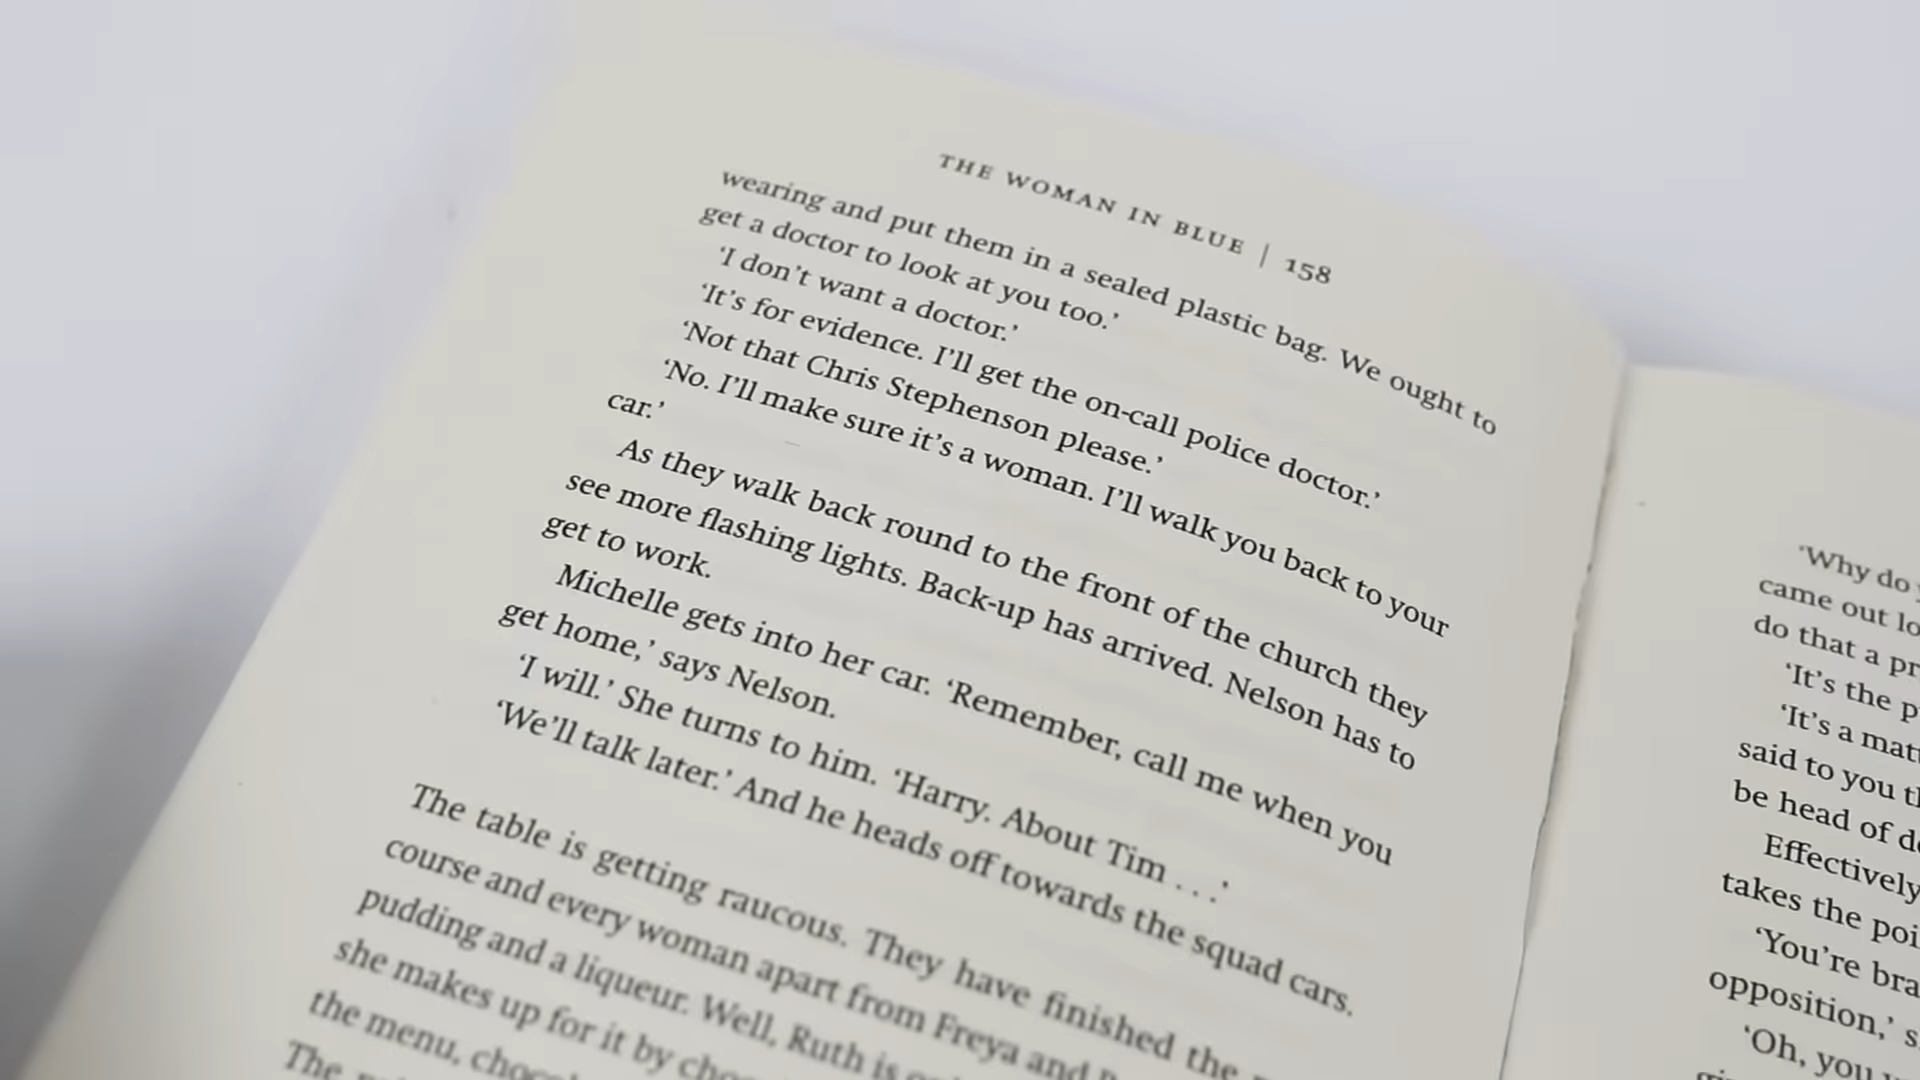 THE WOMAN IN BLUE | 158
wearing and put them in a sealed plastic bag. We ought to
get a doctor to look at you too.’
‘I don’t want a doctor.’
‘It’s for evidence. I’ll get the on-call police doctor.’
‘Not that Chris Stephenson please.’
‘No. I’ll make sure it’s a woman. I’ll walk you back to your
car.’
As they walk back round to the front of the church they
see more flashing lights. Back-up has arrived. Nelson has to
get to work.
Michelle gets into her car. ‘Remember, call me when you
get home,’ says Nelson.
‘I will.’ She turns to him. ‘Harry. About Tim . . .’
‘We’ll talk later.’ And he heads off towards the squad cars.
The table is getting raucous. They have finished the
course and every woman apart from Freya and
pudding and a liqueur. Well, Ruth is
she makes up for it by
the menu,
The
‘Why do
came out
do that a
‘It’s the
‘It’s a
said to you
be head of
Effectively
takes the
‘You’re
opposition,’
‘Oh, you